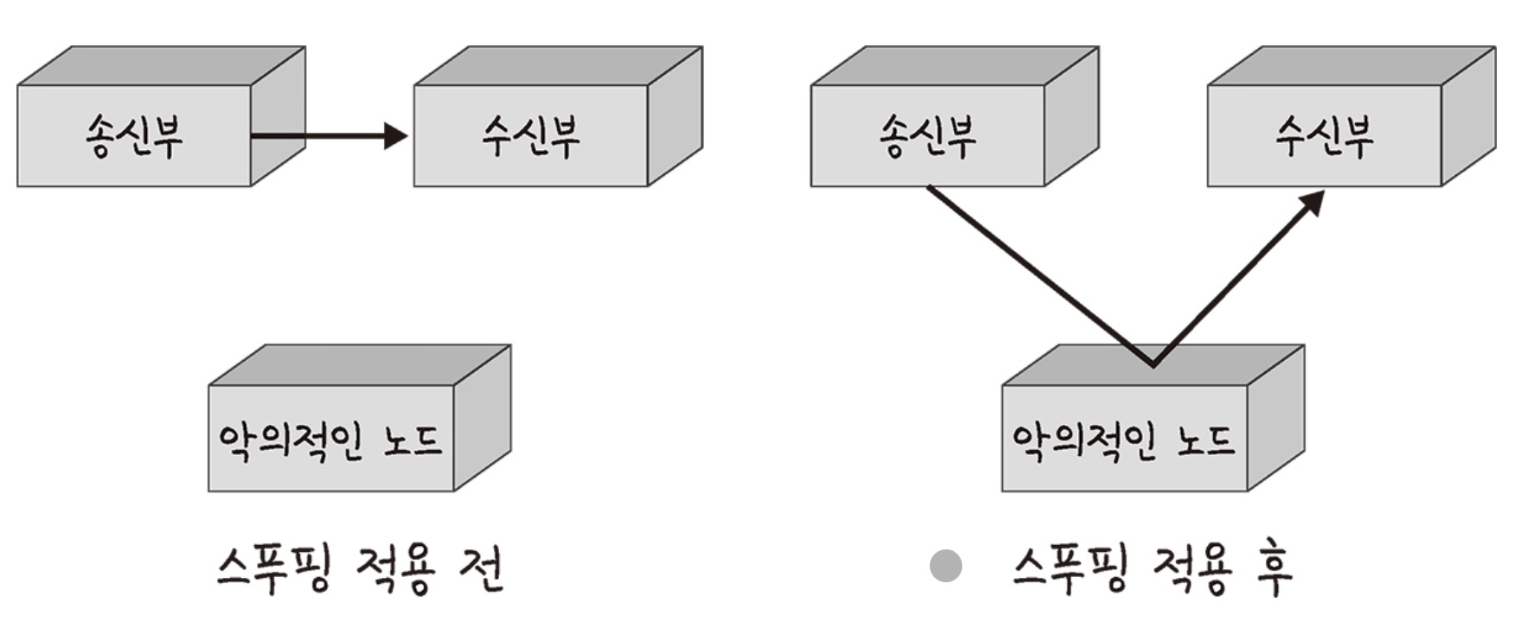 송신부
수신부
악의적인 노드
스푸핑 적용 전
송신부
수신부
악의적인 노드
스푸핑 적용 후